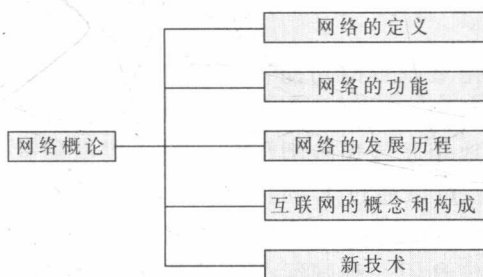 网络的定义
网络的功能
网络概论
网络的发展历程
互联网的概念和构成
新技术